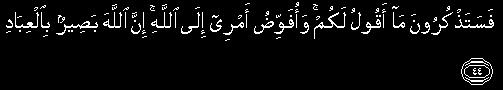 فَسَتَذْكُرُونَ مَآ أَقُولُ لَكُمْ ۚ وَأُفَوِّضُ أَمْرِىٓ إِلَى ٱللَّهِ ۚ إِنَّ ٱللَّهَ بَصِيرٌۢ بِٱلْعِبَادِ
٤٤